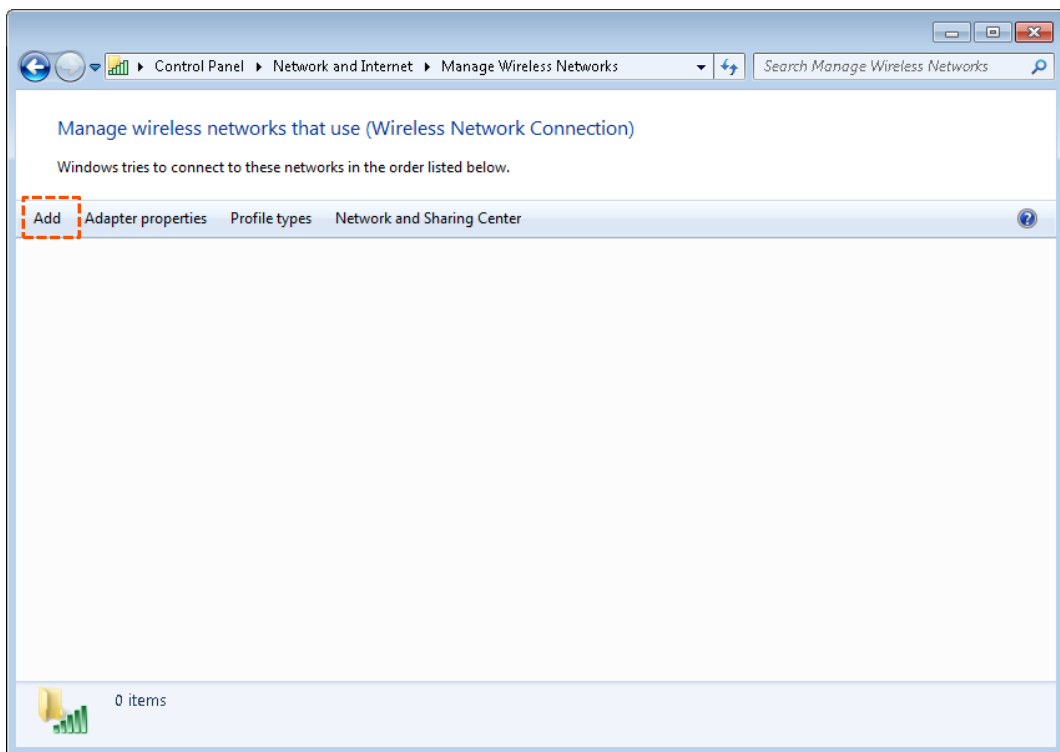 Control Panel Network and Internet Manage Wireless Networks
Search Manage Wireless Networks
Manage wireless networks that use (Wireless Network Connection)
Windows tries to connect to these networks in the order listed below.
Add Adapter properties Profile types Network and Sharing Center ?
0 items